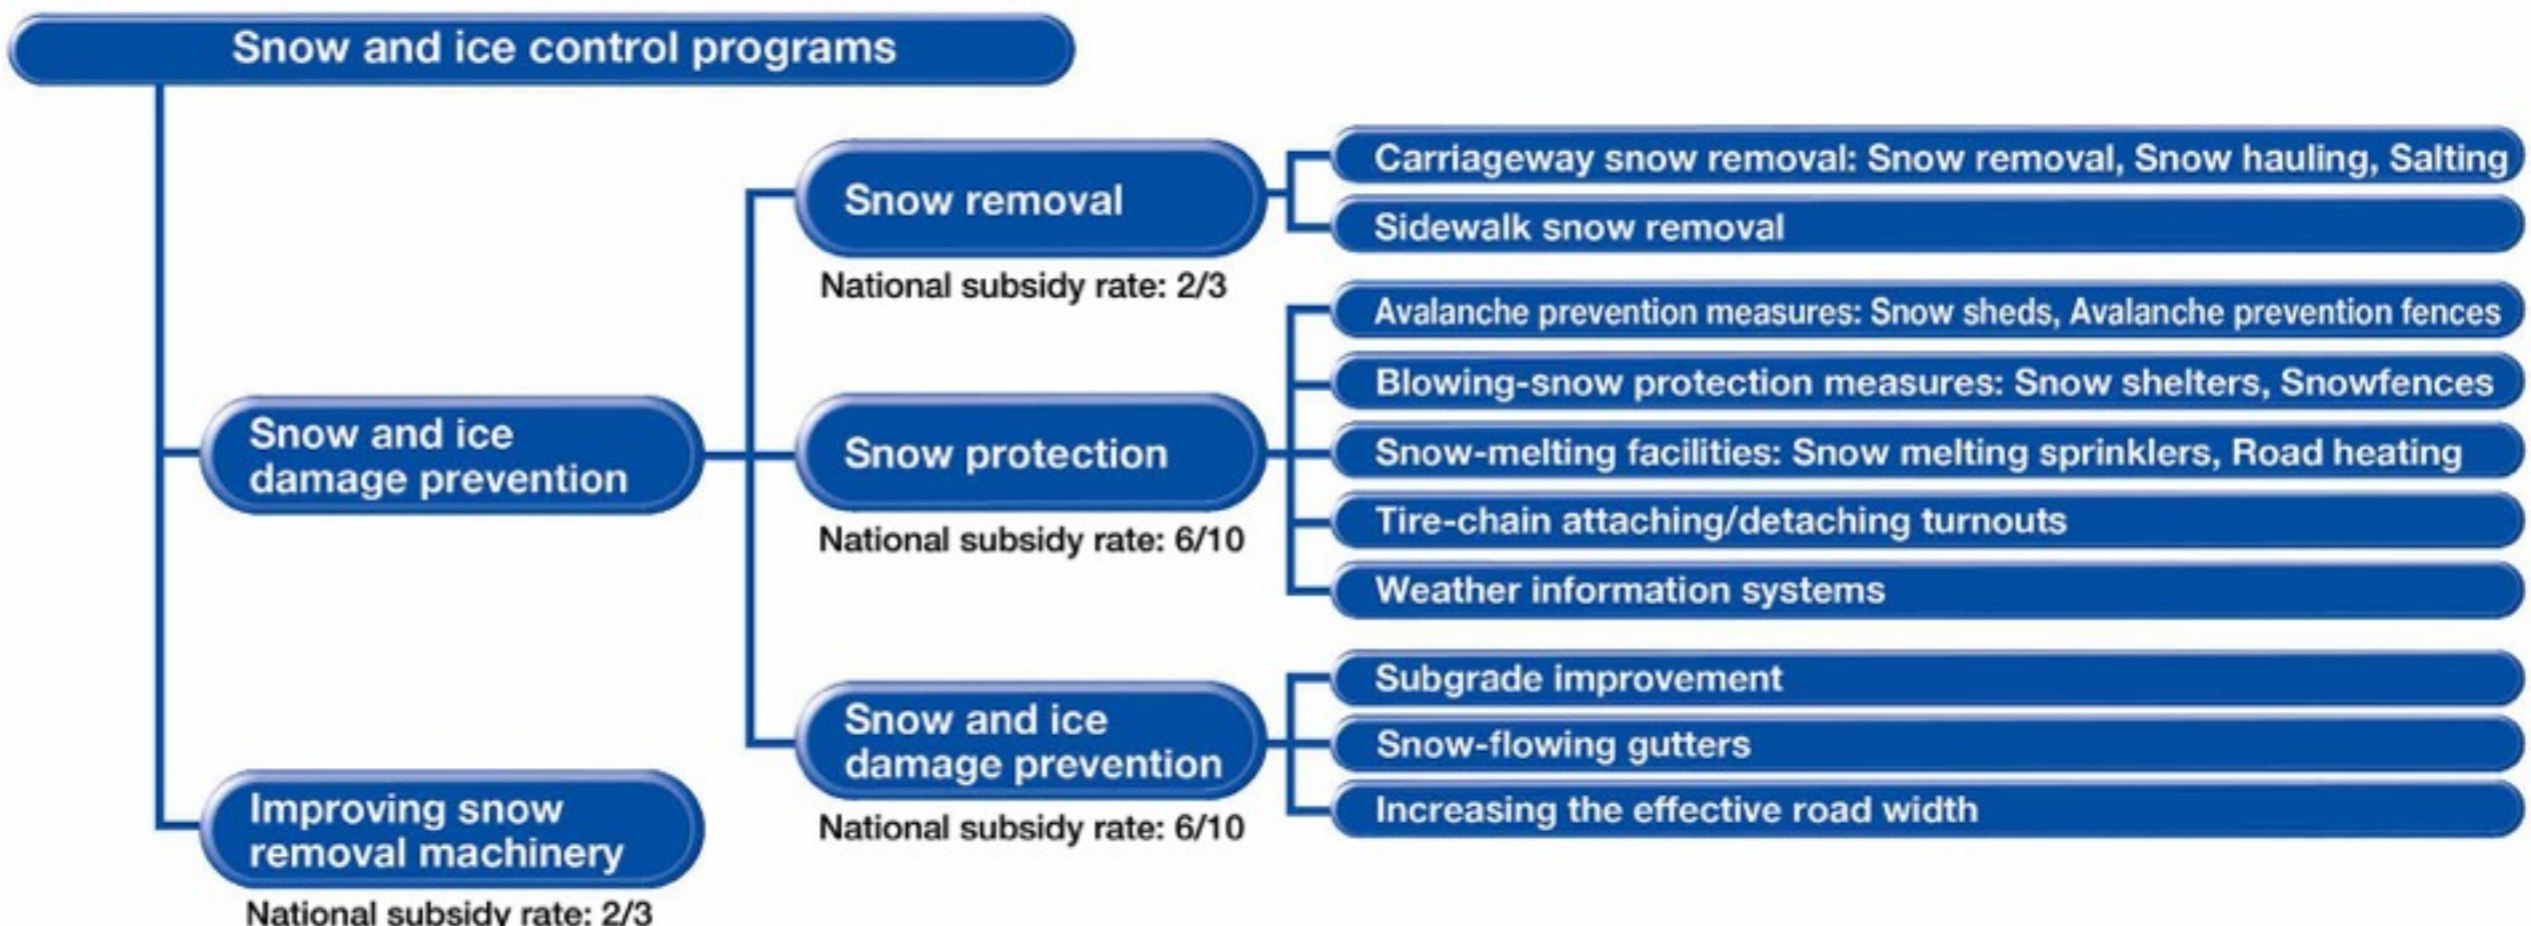 Snow and ice control programs
Snow and ice
damage prevention
Snow removal
National subsidy rate: 2/3
Carriageway snow removal: Snow removal, Snow hauling, Salting
Sidewalk snow removal
Snow protection
National subsidy rate: 6/10
Avalanche prevention measures: Snow sheds, Avalanche prevention fences
Blowing-snow protection measures: Snow shelters, Snowfences
Snow-melting facilities: Snow melting sprinklers, Road heating
Tire-chain attaching/detaching turnouts
Weather information systems
Snow and ice
damage prevention
National subsidy rate: 6/10
Subgrade improvement
Snow-flowing gutters
Increasing the effective road width
Improving snow
removal machinery
National subsidy rate: 2/3